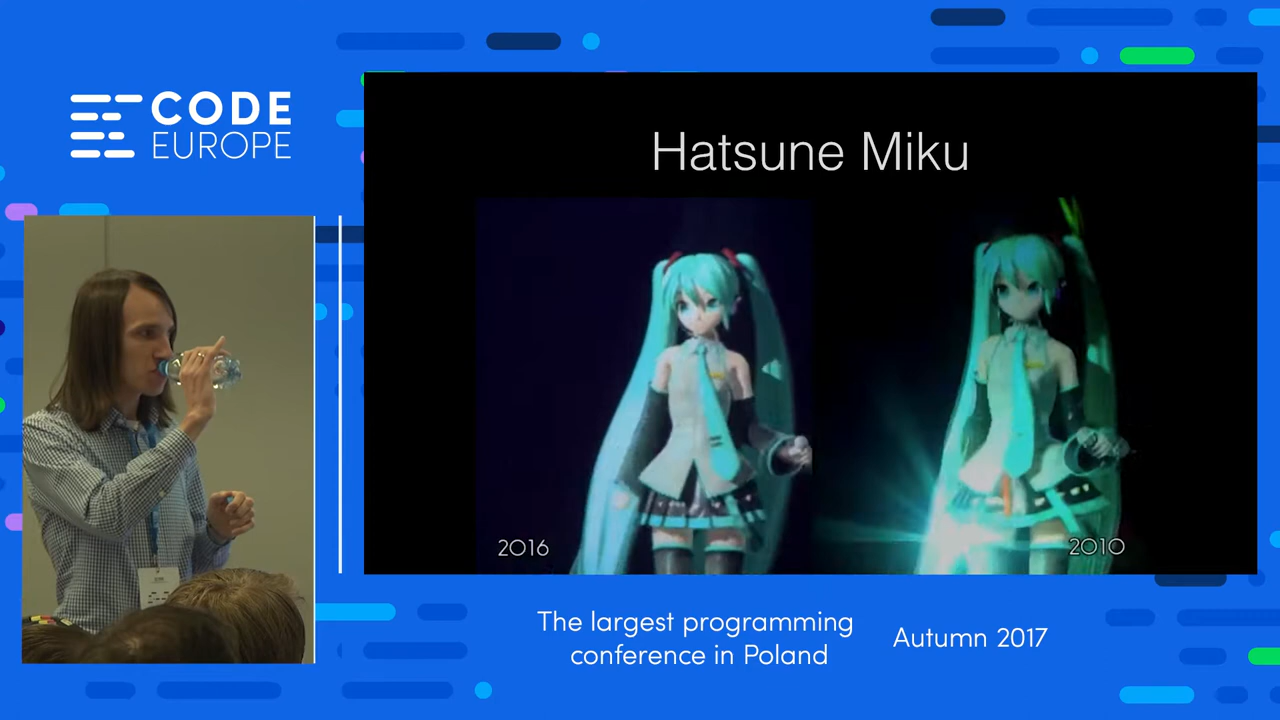 CODE
EUROPE
Hatsune Miku
2016
2010
The largest programming
conference in Poland
Autumn 2017